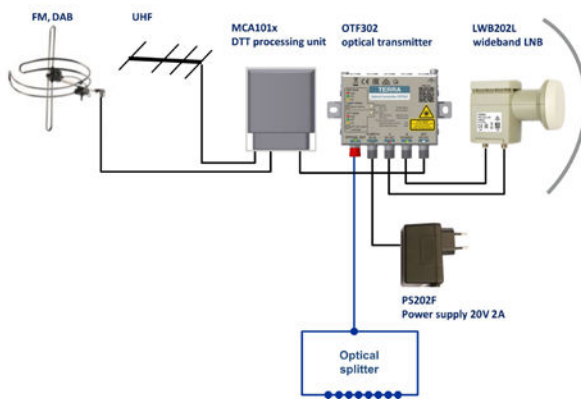 FM, DAB
UHF
MCA101x
DTT processing unit
OTF302
optical transmitter
LWB202L
wideband LNB
TERRA
PS202F
Power supply 20V 2A
Optical
splitter